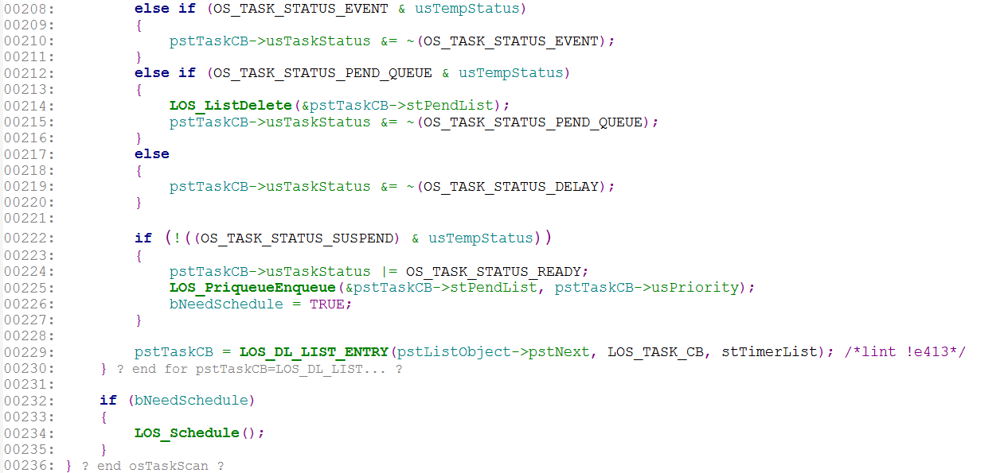 00208:         else if (OS_TASK_STATUS_EVENT & usTempStatus)
00209:         {
00210:             pstTaskCB->usTaskStatus &= ~(OS_TASK_STATUS_EVENT);
00211:         }
00212:         else if (OS_TASK_STATUS_PEND_QUEUE & usTempStatus)
00213:         {
00214:             LOS_ListDelete(&pstTaskCB->stPendList);
00215:             pstTaskCB->usTaskStatus &= ~(OS_TASK_STATUS_PEND_QUEUE);
00216:         }
00217:         else
00218:         {
00219:             pstTaskCB->usTaskStatus &= ~(OS_TASK_STATUS_DELAY);
00220:         }
00221:
00222:         if (!((OS_TASK_STATUS_SUSPEND) & usTempStatus))
00223:         {
00224:             pstTaskCB->usTaskStatus |= OS_TASK_STATUS_READY;
00225:             LOS_PriqueueEnqueue(&pstTaskCB->stPendList, pstTaskCB->usPriority);
00226:             bNeedSchedule = TRUE;
00227:         }
00228:
00229:         pstTaskCB = LOS_DL_LIST_ENTRY(pstListObject->pstNext, LOS_TASK_CB, stTimerList); /*lint !e413*/
00230:     } ? end for pstTaskCB=LOS_DL_LIST... ?
00231:
00232:     if (bNeedSchedule)
00233:     {
00234:         LOS_Schedule();
00235:     }
00236: } ? end osTaskScan ?